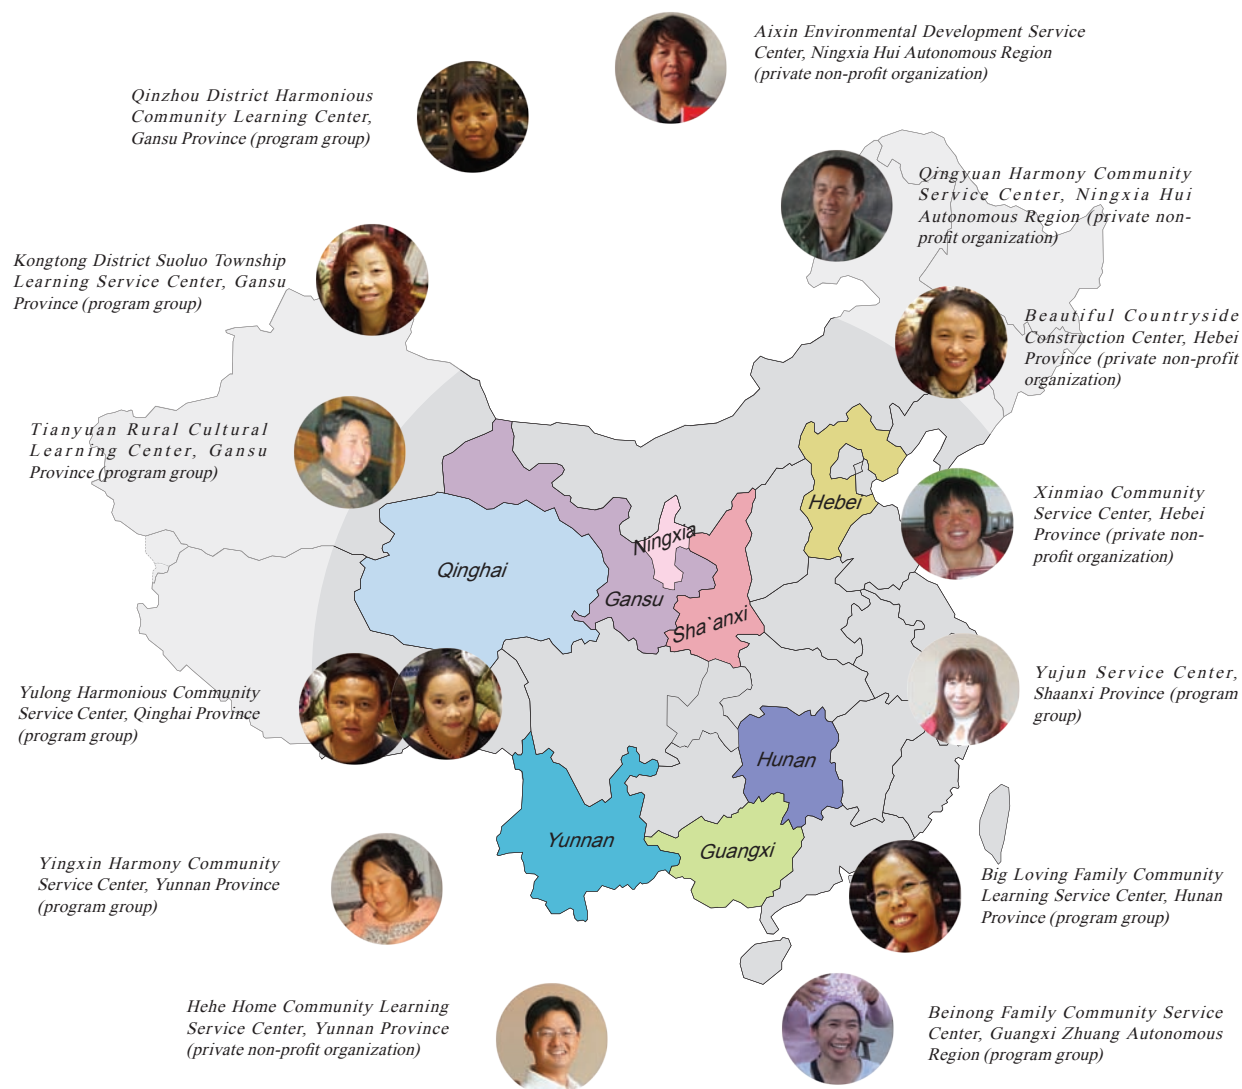 Aixin Environmental Development Service
Center, Ningxia Hui Autonomous Region
(private non-profit organization)
Qinzhou District Harmonious
Community Learning Center,
Gansu Province (program group)
Qingyuan Harmony Community
Service Center, Ningxia Hui
Autonomous Region (private non-
profit organization)
Kongtong District Suoluo Township
Learning Service Center, Gansu
Province (program group)
Beautiful Countryside
Construction Center, Hebei
Province (private non-profit
organization)
Tianyuan Rural Cultural
Learning Center, Gansu
Province (program group)
Xinmiao Community
Service Center, Hebei
Province (private non-
profit organization)
Hebei
Ningxia
Qinghai
Gansu
Sha`anxi
Yulong Harmonious Community
Service Center, Qinghai Province
(program group)
Yujun Service Center,
Shaanxi Province (program
group)
Hunan
Yunnan
Guangxi
Yingxin Harmony Community
Service Center, Yunnan Province
(program group)
Big Loving Family Community
Learning Service Center, Hunan
Province (program group)
Hehe Home Community Learning
Service Center, Yunnan Province
(private non-profit organization)
Beinong Family Community Service
Center, Guangxi Zhuang Autonomous
Region (program group)